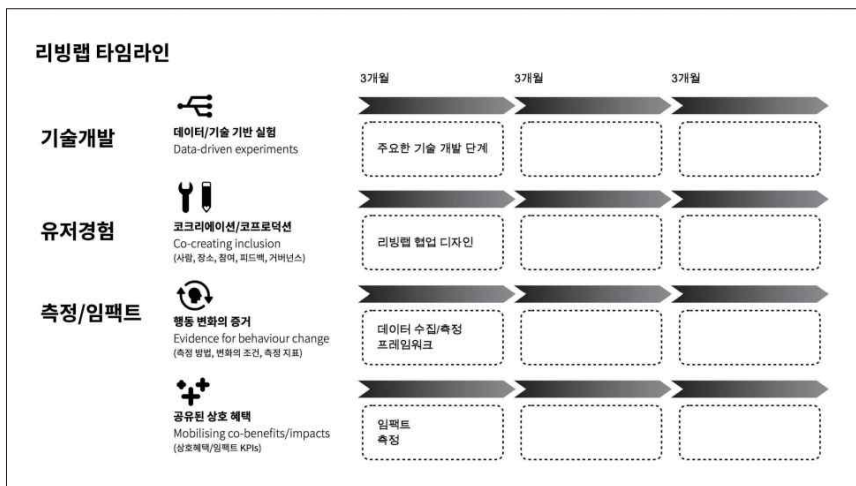 리빙랩 타임라인
3개월 3개월 3개월
기술개발
데이터/기술 기반 실험
Data-driven experiments
주요한 기술 개발 단계
유저경험
코크리에이션/코프로덕션
Co-creating inclusion
(사람, 장소, 참여, 피드백, 거버넌스)
리빙랩 협업 디자인
측정/임팩트
행동 변화의 증거
Evidence for behaviour change
(측정 방법, 변화의 조건, 측정 지표)
데이터 수집/측정
프레임워크
공유된 상호 혜택
Mobilising co-benefits/impacts
(상호혜택/임팩트 KPIs)
임팩트
측정